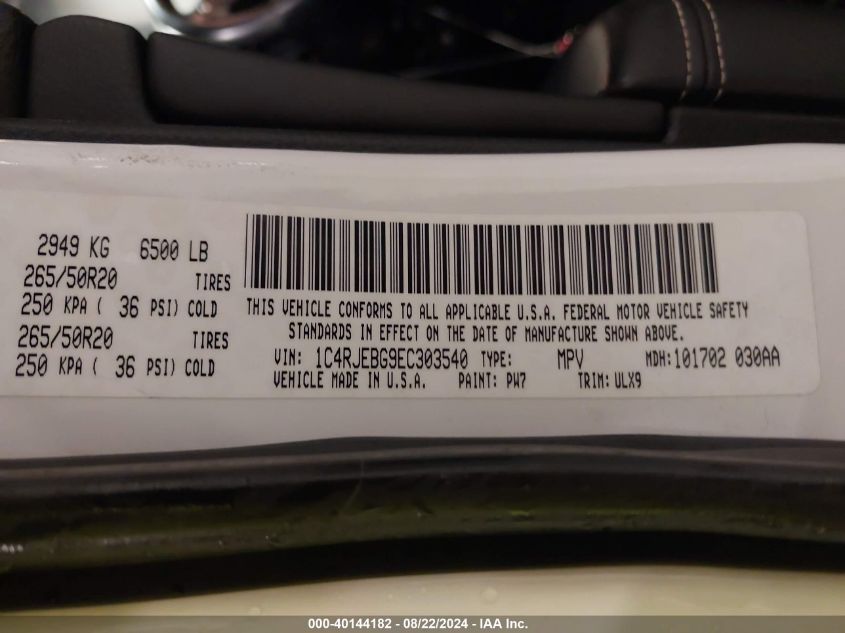 2949 KG 6500 LB
265/50R20 TIRES
250 KPA ( 36 PSI) COLD
265/50R20 TIRES
250 KPA ( 36 PSI) COLD
THIS VEHICLE CONFORMS TO ALL APPLICABLE U.S.A. FEDERAL MOTOR VEHICLE SAFETY
STANDARDS IN EFFECT ON THE DATE OF MANUFACTURE SHOWN ABOVE.
VIN: 1C4RJEBG9EC303540 TYPE: MPV MDH:101702 030AA
VEHICLE MADE IN U.S.A. PAINT: PW7 TRIM: ULX9
000-40144182 - 08/22/2024 - IAA Inc.